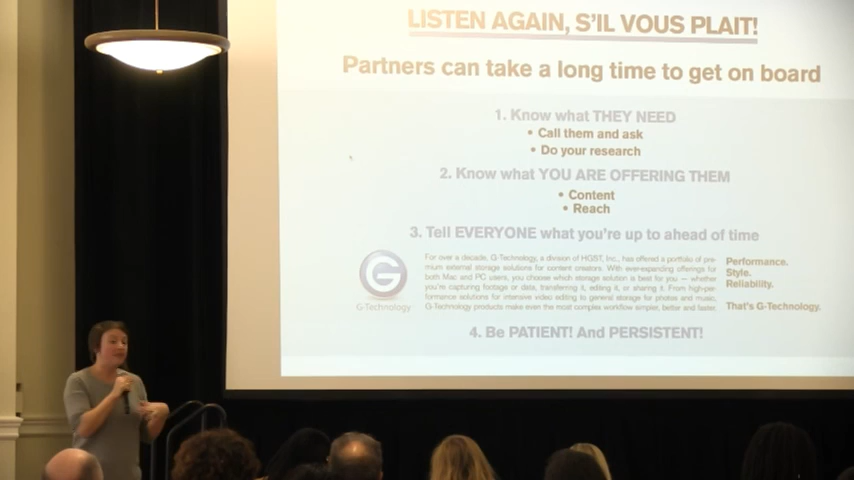 LISTEN AGAIN, S'IL VOUS PLAIT!
Partners can take a long time to get on board
1. Know what THEY NEED
• Call them and ask
• Do your research
2. Know what YOU ARE OFFERING THEM
• Content
• Reach
3. Tell EVERYONE what you're up to ahead of time
G
G-Technology
For over a decade, G-Technology, a division of HGST, Inc., has offered a portfolio of pre-
mium external storage solutions for content creators. With ever-expanding offerings for
both Mac and PC users, you choose which storage solution is best for you — whether
you're capturing footage or data, transferring it, editing it, or sharing it. From high-per-
formance solutions for intensive video editing to general storage for photos and music,
G-Technology products make even the most complex workflow simpler, better and faster.
Performance.
Style.
Reliability.
That's G-Technology.
4. Be PATIENT! And PERSISTENT!